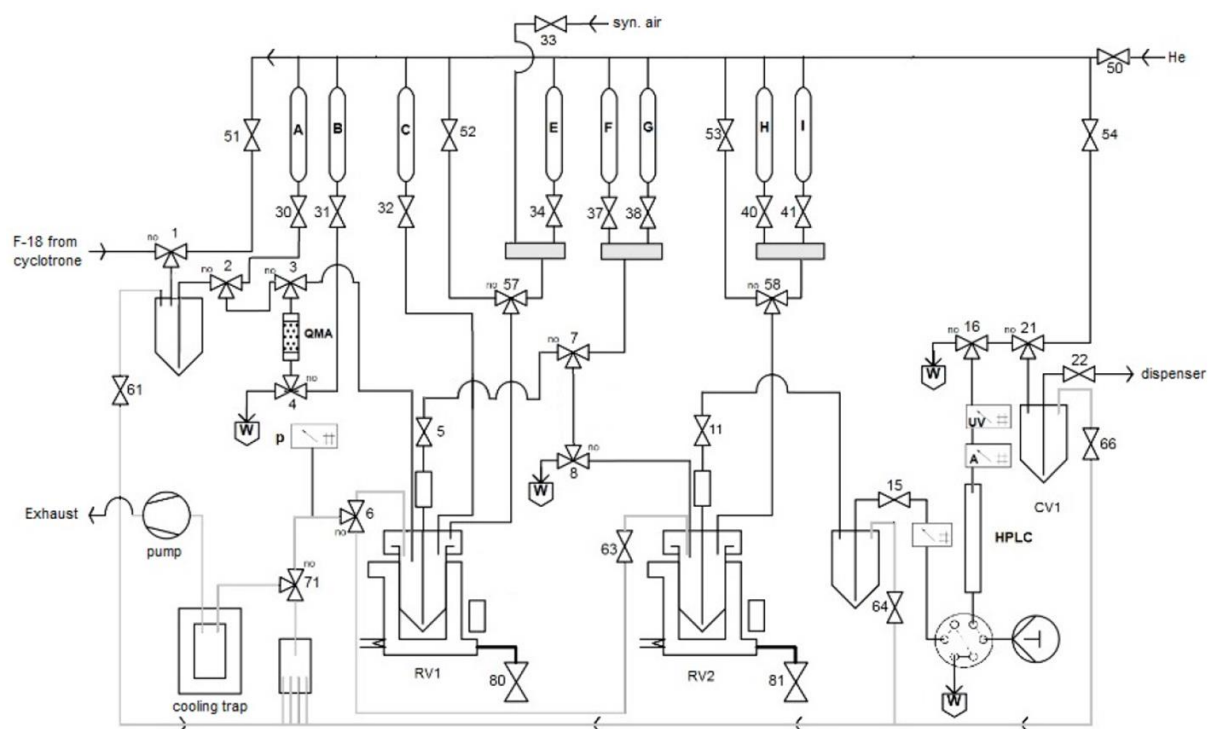 syn. air
33
He
50
A
B
C
E
F
G
H
I
51
52
53
54
30
31
32
34
37
38
40
41
F-18 from
cyclotrone
no
1
no
2
no
3
no
57
no
58
QMA
no
7
no
16
no
21
22
dispenser
61
no
4
W
W
5
11
UV
66
p
8
no
W
A
15
CV1
Exhaust
pump
6
no
63
HPLC
no
71
64
cooling trap
RV1
80
RV2
81
W